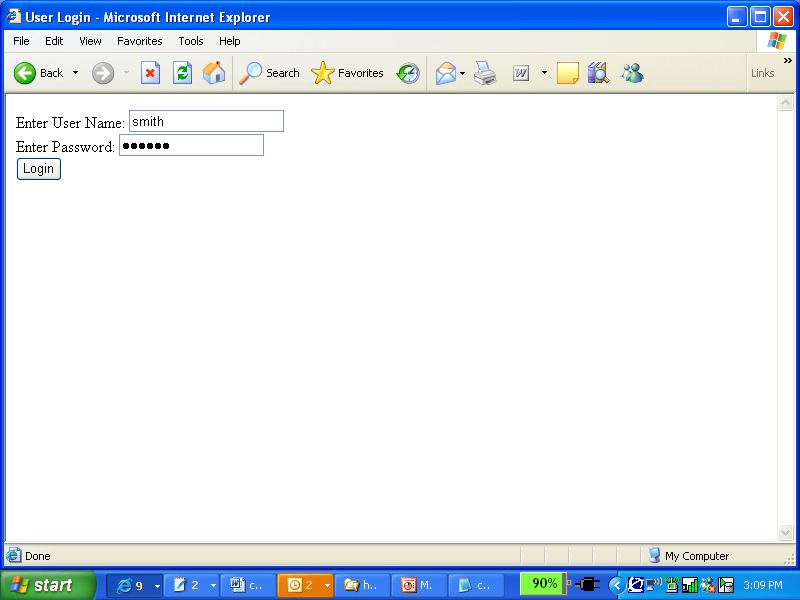 User Login - Microsoft Internet Explorer
File Edit View Favorites Tools Help
Back Search Favorites W Links »
Enter User Name: smith
Enter Password: ●●●●●●
Login
Done My Computer
start 9 2 c.. 2 h.. M. c.. 90% 3:09 PM